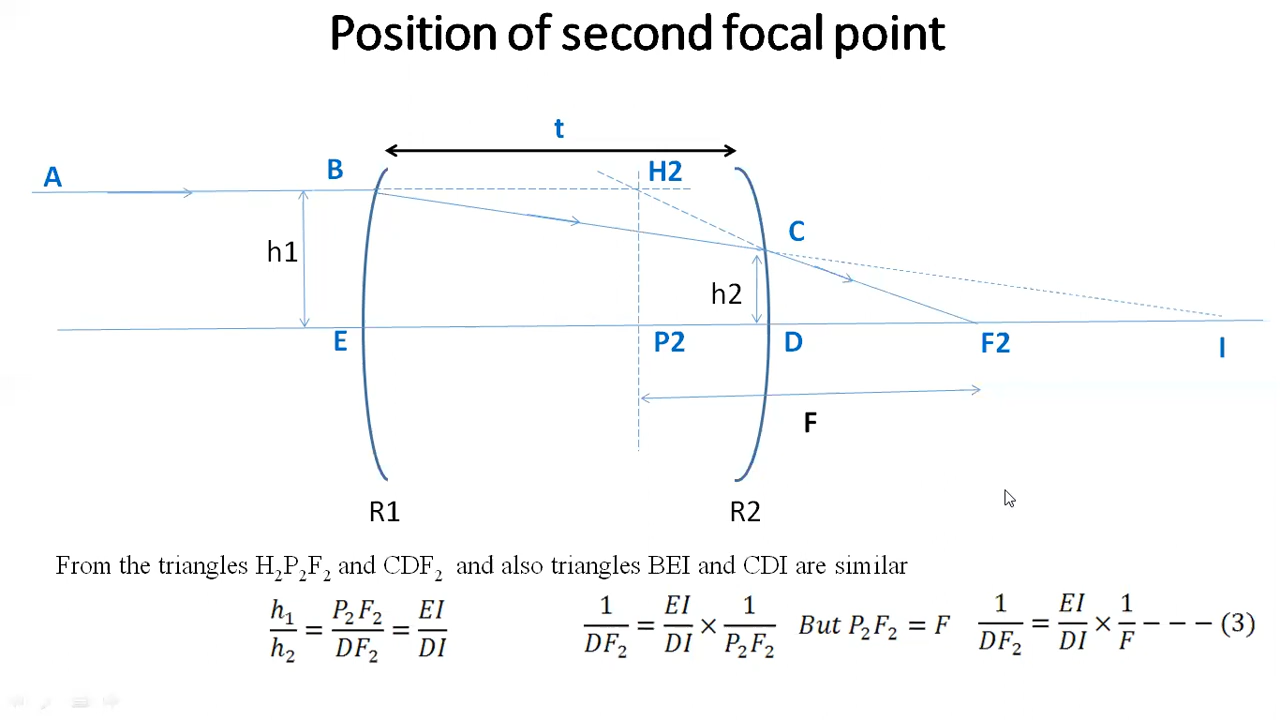 Position of second focal point
t
A
B
H2
h1
C
h2
E
P2
D
F2
I
F
R1
R2
From the triangles H₂P₂F₂ and CDF₂ and also triangles BEI and CDI are similar
h₁/h₂ = P₂F₂/DF₂ = EI/DI
1/DF₂ = EI/DI × 1/P₂F₂ But P₂F₂ = F 1/DF₂ = EI/DI × 1/F − − − (3)